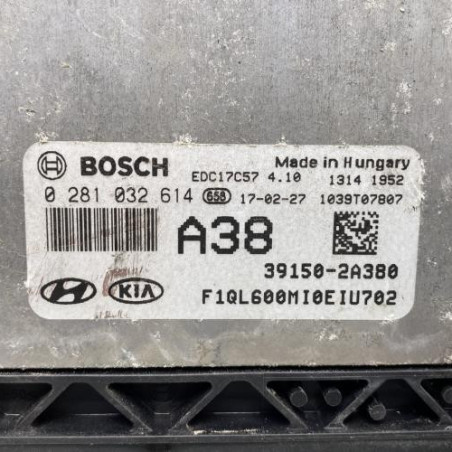 BOSCH
EDC17C57 4.10
Made in Hungary
1314 1952
0 281 032 614 658 17-02-27 1039T07807
A38
39150-2A380
KIA
F1QL600MI0EIU702